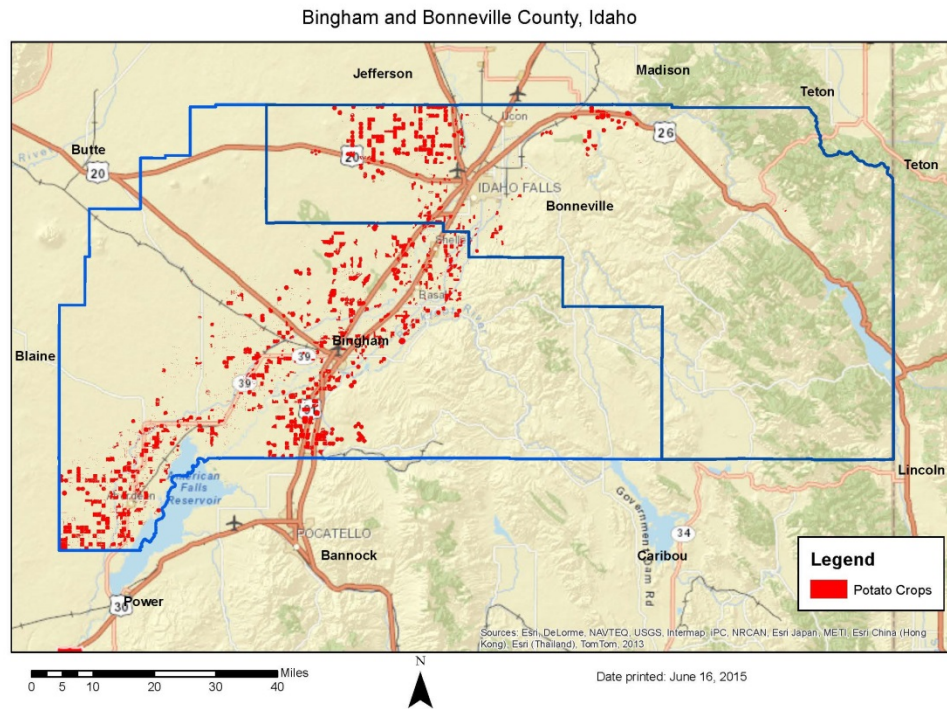 Bingham and Bonneville County, Idaho
Jefferson
Madison
Teton
Ucon
26
Butte
River
20
20
Teton
IDAHO FALLS
Bonneville
Shelley
Basalt
River
Bingham
Blaine
39
39
91
Lincoln
American
Falls
Reservoir
Aberdeen
Government Dam Rd
POCATELLO
34
Bannock
Caribou
Legend
Potato Crops
30
Power
Sources: Esri, DeLorme, NAVTEQ, USGS, Intermap, iPC, NRCAN, Esri Japan, METI, Esri China (Hong
Kong), Esri (Thailand), TomTom, 2013
Miles
0 5 10 20 30 40
N
Date printed: June 16, 2015